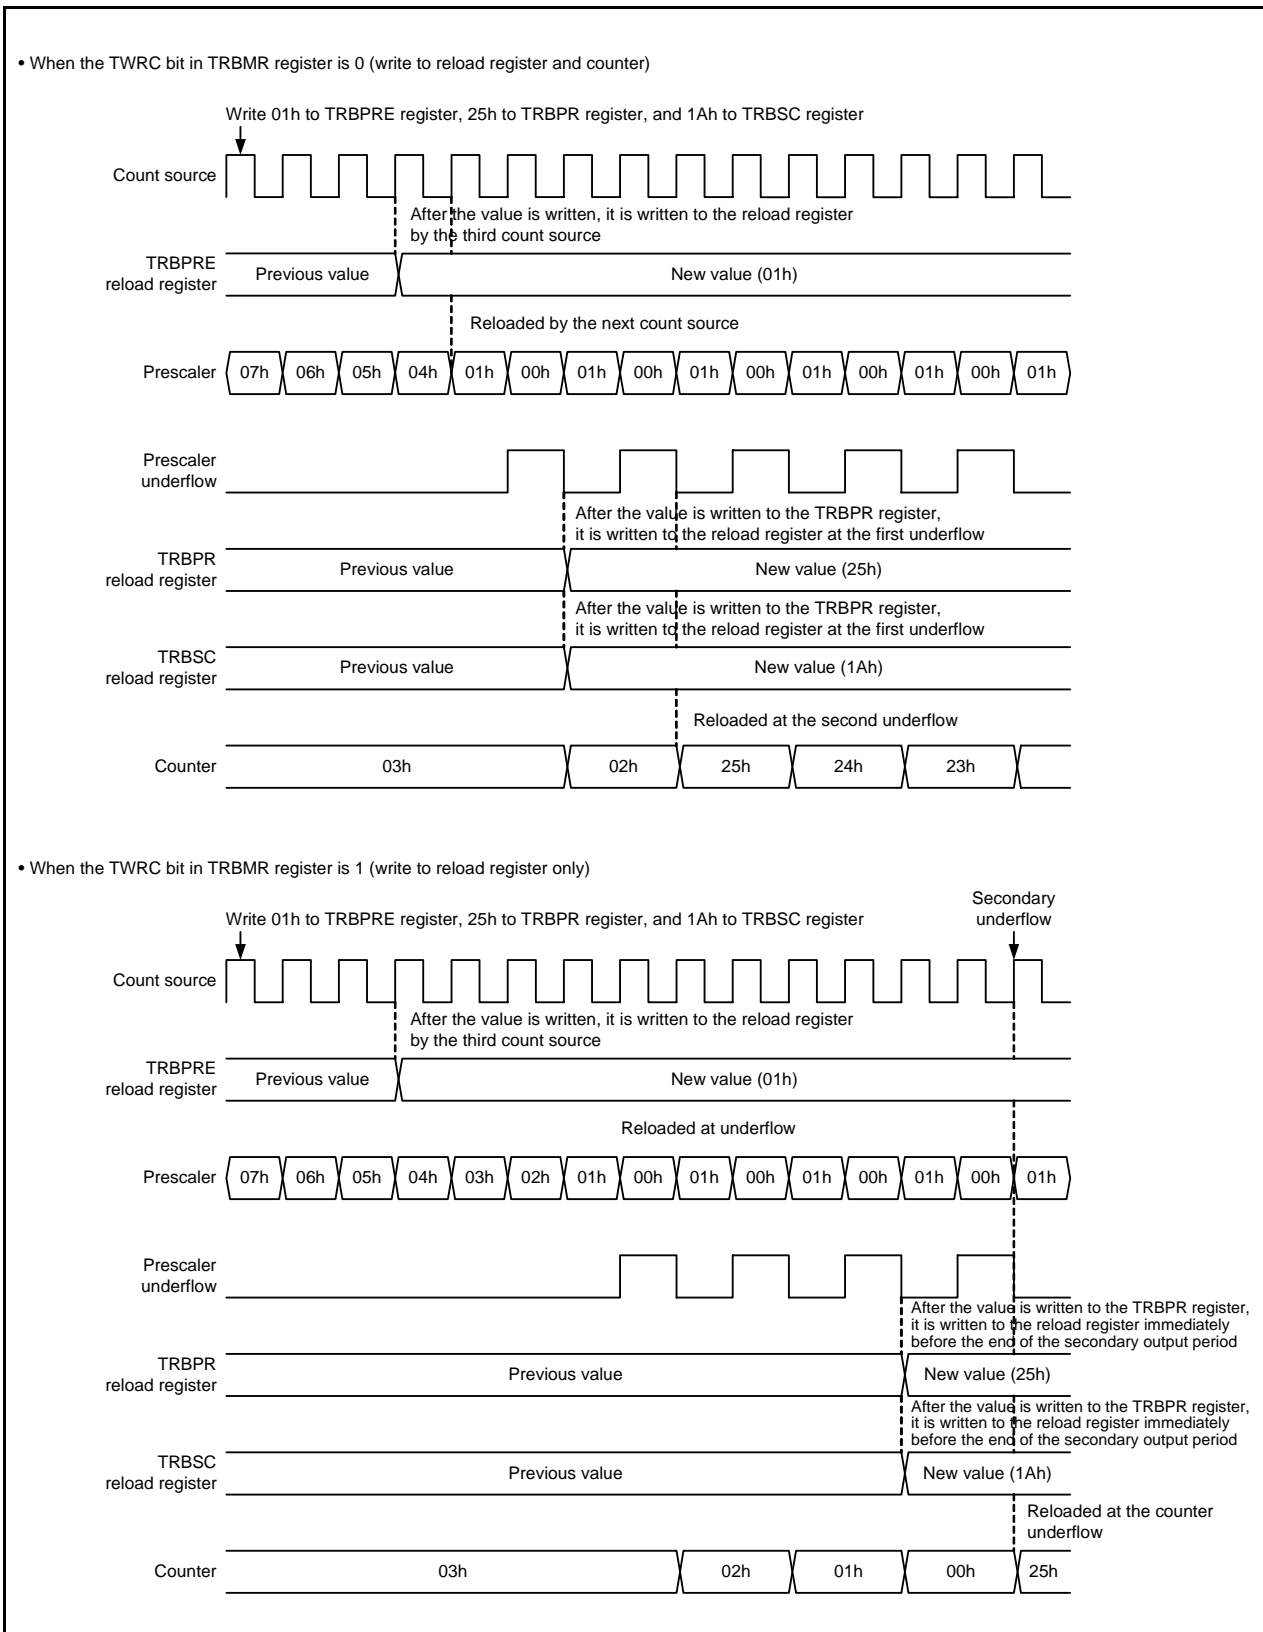 • When the TWRC bit in TRBMR register is 0 (write to reload register and counter)
Write 01h to TRBPRE register, 25h to TRBPR register, and 1Ah to TRBSC register
Count source
After the value is written, it is written to the reload register
by the third count source
TRBPRE
reload register
Previous value
New value (01h)
Reloaded by the next count source
Prescaler 07h 06h 05h 04h 01h 00h 01h 00h 01h 00h 01h 00h 01h 00h 01h
Prescaler
underflow
After the value is written to the TRBPR register,
it is written to the reload register at the first underflow
TRBPR
reload register
Previous value
New value (25h)
After the value is written to the TRBPR register,
it is written to the reload register at the first underflow
TRBSC
reload register
Previous value
New value (1Ah)
Reloaded at the second underflow
Counter 03h 02h 25h 24h 23h
• When the TWRC bit in TRBMR register is 1 (write to reload register only)
Secondary
underflow
Write 01h to TRBPRE register, 25h to TRBPR register, and 1Ah to TRBSC register
Count source
After the value is written, it is written to the reload register
by the third count source
TRBPRE
reload register
Previous value
New value (01h)
Reloaded at underflow
Prescaler 07h 06h 05h 04h 03h 02h 01h 00h 01h 00h 01h 00h 01h 00h 01h
Prescaler
underflow
After the value is written to the TRBPR register,
it is written to the reload register immediately
before the end of the secondary output period
TRBPR
reload register
Previous value
New value (25h)
After the value is written to the TRBPR register,
it is written to the reload register immediately
before the end of the secondary output period
TRBSC
reload register
Previous value
New value (1Ah)
Reloaded at the counter
underflow
Counter 03h 02h 01h 00h 25h